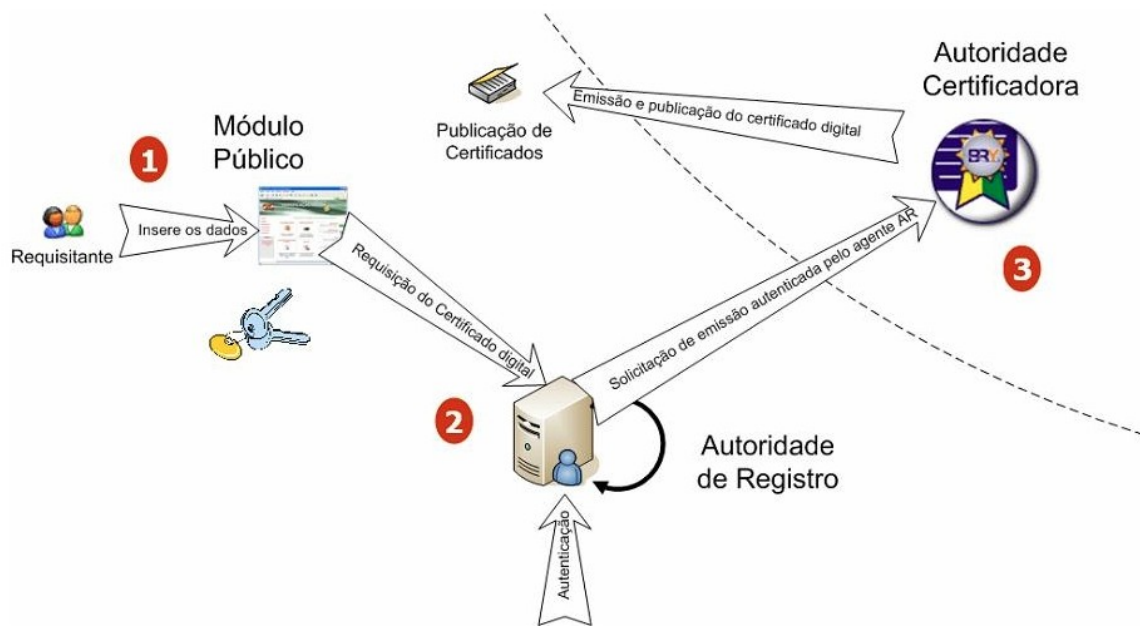 1
Módulo
Público
Requisitante
Insere os dados
Requisição do Certificado digital
2
Autenticação
Autoridade
de Registro
Solicitação de emissão autenticada pelo agente AR
Autoridade
Certificadora
BRy
3
Emissão e publicação do certificado digital
Publicação de
Certificados